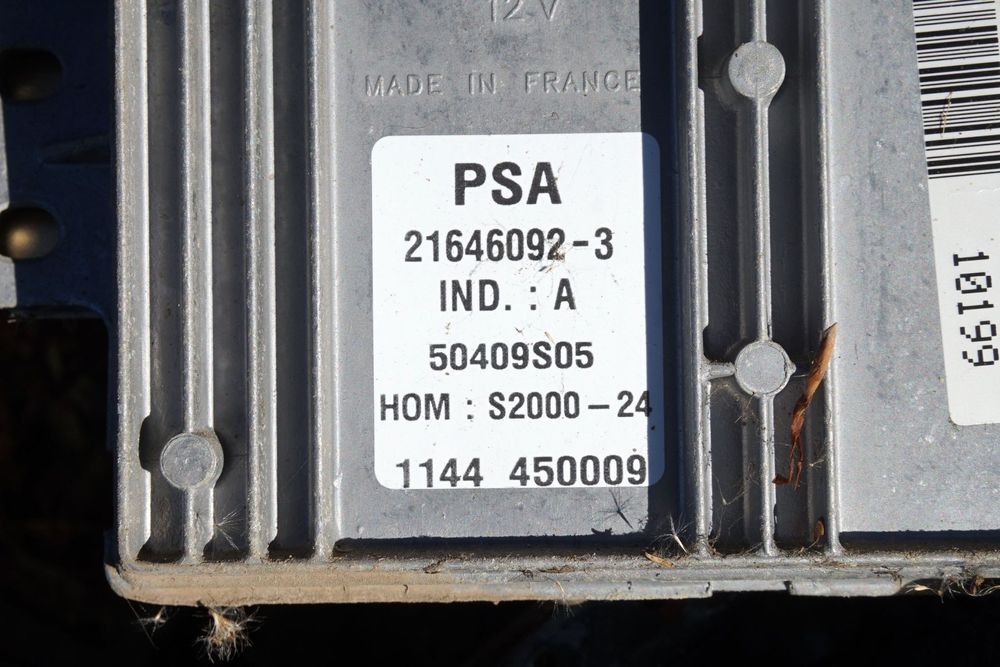 12V
MADE IN FRANCE
PSA
21646092-3
IND. : A
50409S05
HOM : S2000-24
1144 450009
10199